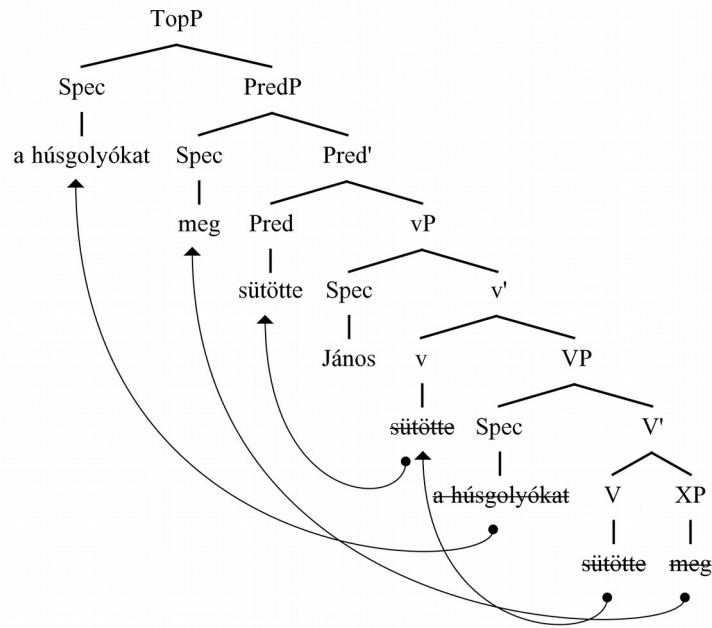 TopP
Spec PredP
a húsgolyókat Spec Pred'
meg Pred vP
sütötte Spec v'
János v VP
sütötte Spec V'
a húsgolyókat V XP
sütötte meg